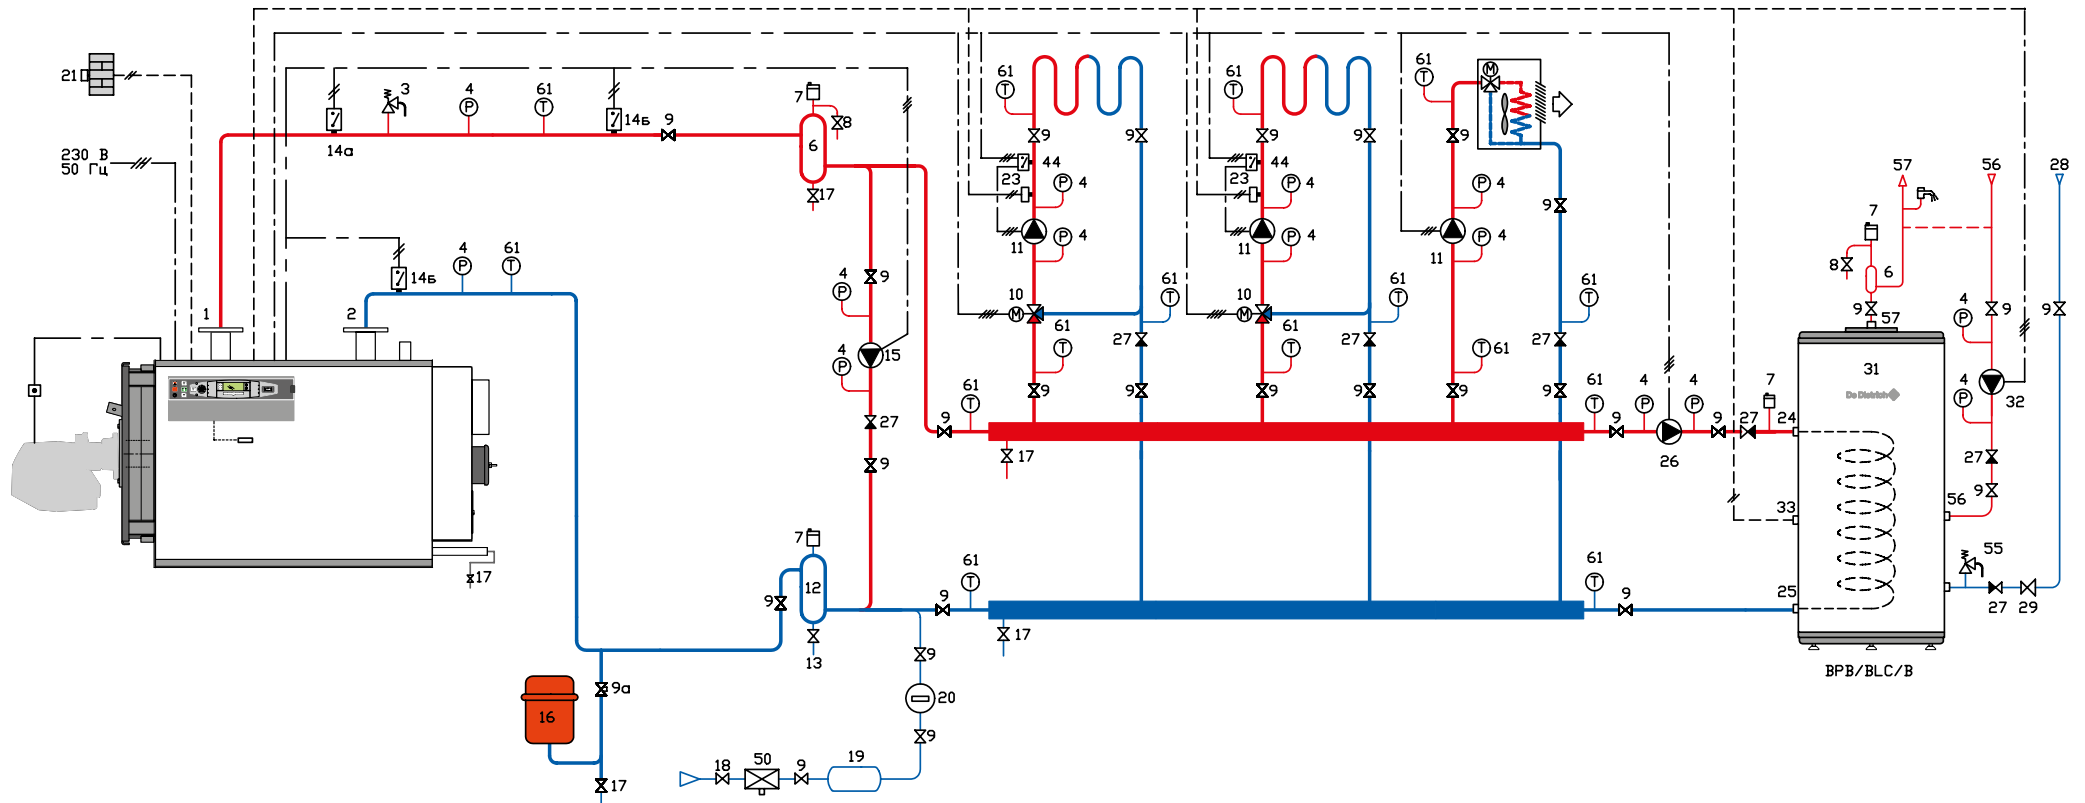 21
230 В
50 Гц
14а
3
4
P
61
T
14Б
9
7
8
6
17
4
P
61
T
14Б
1
2
4
P
9
4
P
15
27
9
9
61
T
17
61
T
9
44
23
4
P
11
4
P
10
M
61
T
9
9
61
T
27
9
61
T
9
44
23
4
P
11
4
P
10
M
61
T
9
9
61
T
27
9
61
T
M
9
4
P
11
4
P
T 61
9
9
61
T
27
9
61
T
9
4
P
26
4
P
9
27
7
24
33
25
31
De Dietrich
57
6
9
8
7
57
56
28
4
P
9
4
P
32
27
9
56
55
27
29
9
BPB/BLC/B
17
16
9а
17
7
12
9
13
9
61
T
17
61
T
9
9
20
9
19
9
50
18